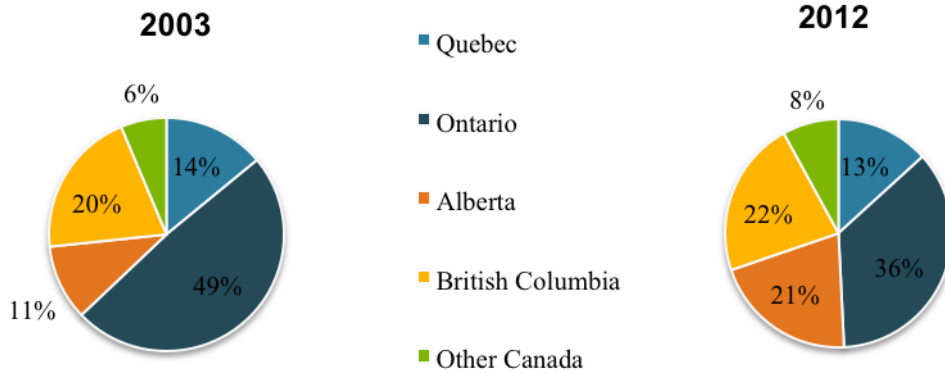 2003
6%
14%
20%
49%
11%
Quebec
Ontario
Alberta
British Columbia
Other Canada
2012
8%
13%
22%
36%
21%